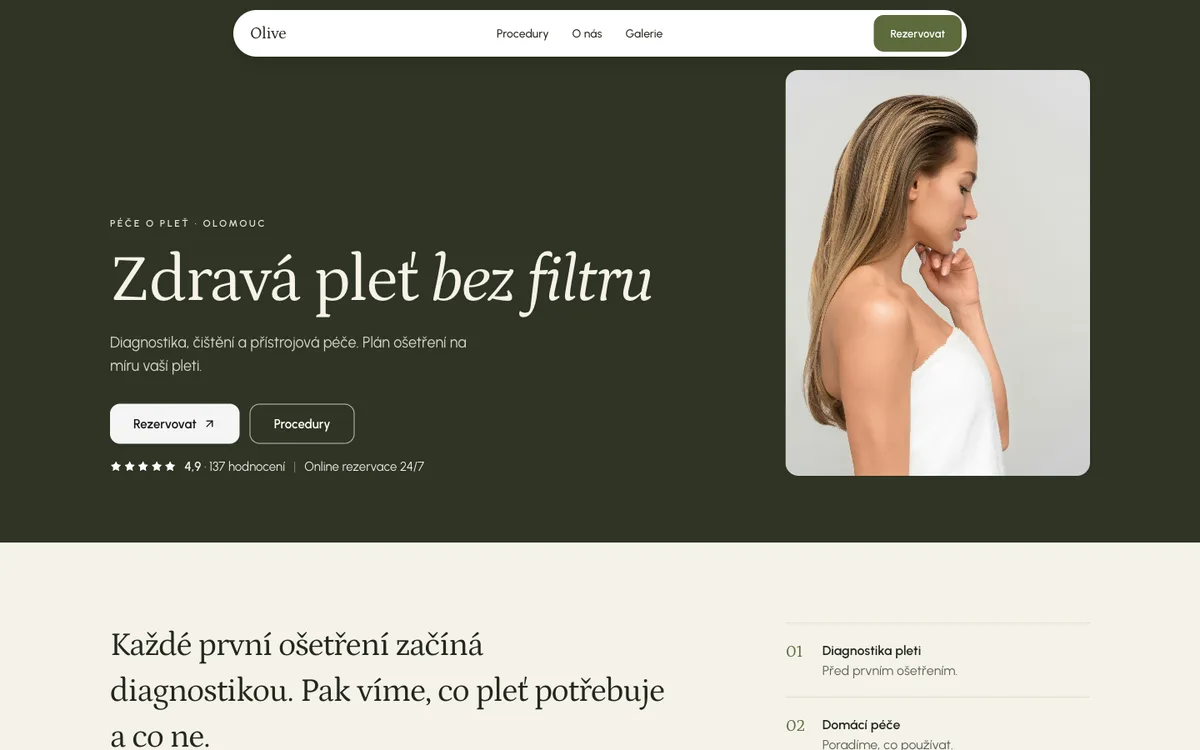 Olive
Procedury
O nás
Galerie
Rezervovat
PÉČE O PLEŤ · OLOMOUC
Zdravá pleť bez filtru
Diagnostika, čištění a přístrojová péče. Plán ošetření na
míru vaší pleti.
Rezervovat
Procedury
4,9 · 137 hodnocení | Online rezervace 24/7
Každé první ošetření začíná
diagnostikou. Pak víme, co pleť potřebuje
a co ne.
01 Diagnostika pleti
Před prvním ošetřením.
02 Domácí péče
Poradíme, co používat.